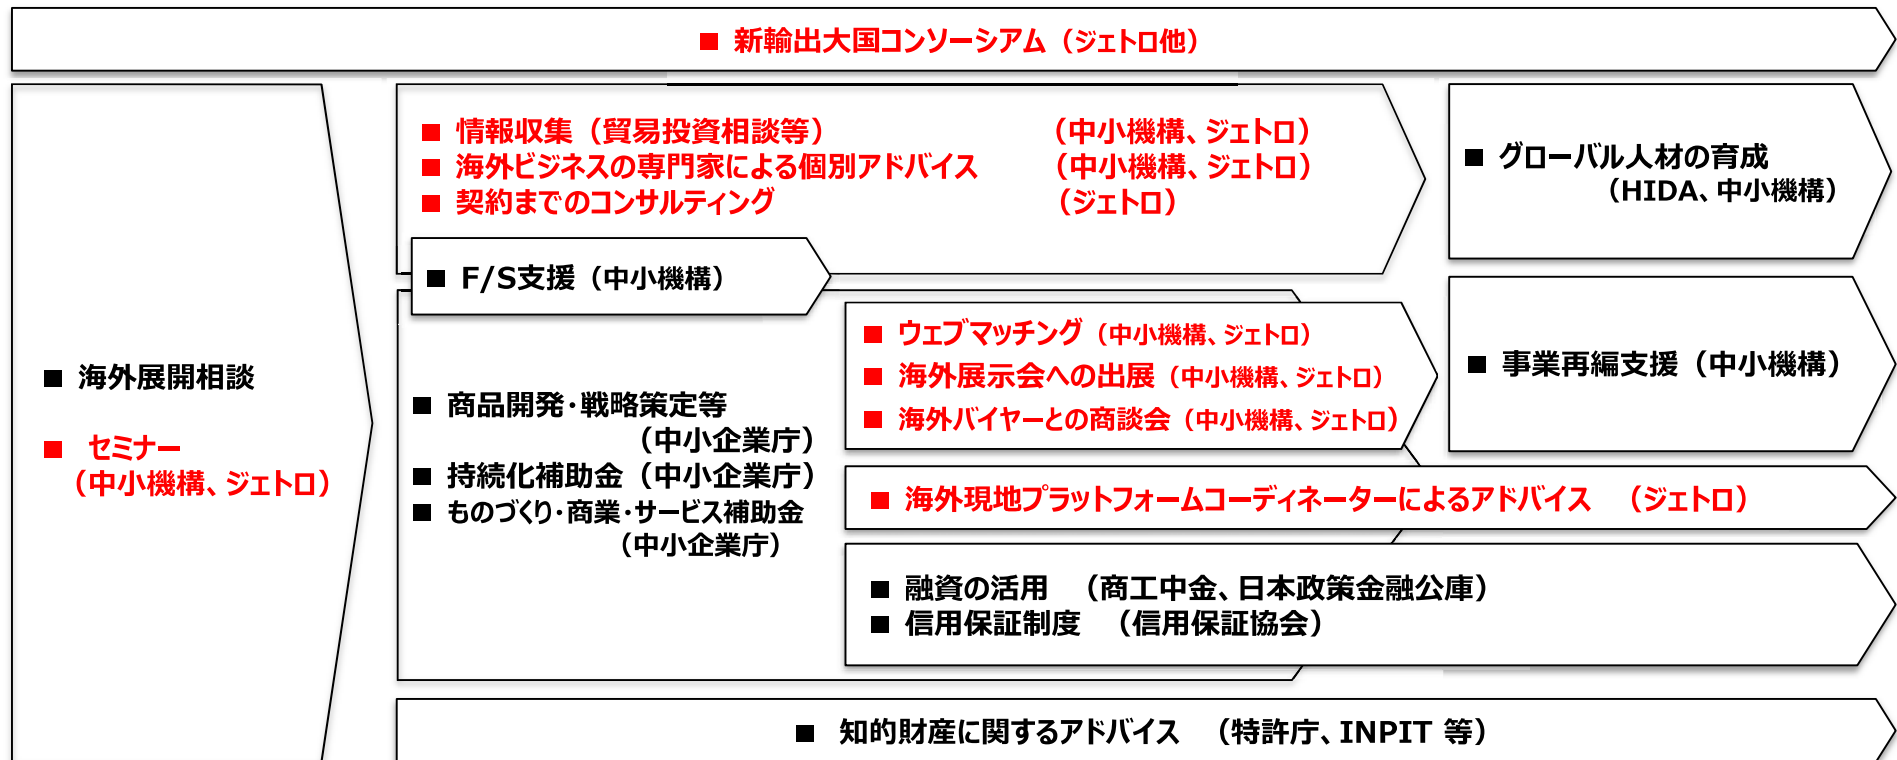 ■ 新輸出大国コンソーシアム（ジェトロ他）
■ 海外展開相談
■ セミナー
（中小機構、ジェトロ）
■ 情報収集（貿易投資相談等） （中小機構、ジェトロ）
■ 海外ビジネスの専門家による個別アドバイス （中小機構、ジェトロ）
■ 契約までのコンサルティング （ジェトロ）
■ F/S支援（中小機構）
■ 商品開発･戦略策定等
（中小企業庁）
■ 持続化補助金（中小企業庁）
■ ものづくり･商業･サービス補助金
（中小企業庁）
■ ウェブマッチング（中小機構、ジェトロ）
■ 海外展示会への出展（中小機構、ジェトロ）
■ 海外バイヤーとの商談会（中小機構、ジェトロ）
■ 海外現地プラットフォームコーディネーターによるアドバイス （ジェトロ）
■ 融資の活用 （商工中金、日本政策金融公庫）
■ 信用保証制度 （信用保証協会）
■ グローバル人材の育成
（HIDA、中小機構）
■ 事業再編支援（中小機構）
■ 知的財産に関するアドバイス （特許庁、INPIT 等）